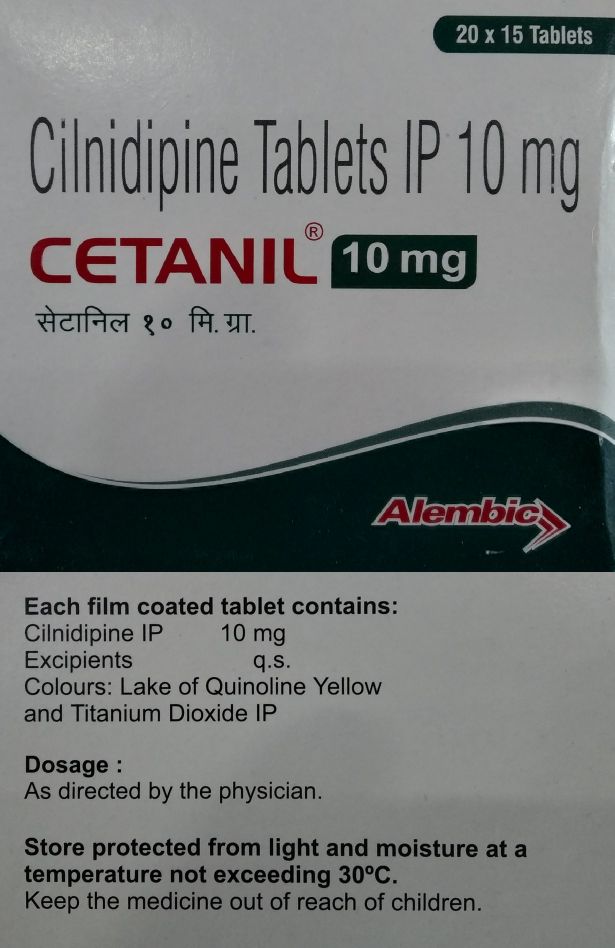 20 x 15 Tablets
Cilnidipine Tablets IP 10 mg
CETANIL® 10 mg
सेटानिल १० मि. ग्रा.
Alembic
Each film coated tablet contains:
Cilnidipine IP 10 mg
Excipients q.s.
Colours: Lake of Quinoline Yellow
and Titanium Dioxide IP
Dosage :
As directed by the physician.
Store protected from light and moisture at a
temperature not exceeding 30ºC.
Keep the medicine out of reach of children.